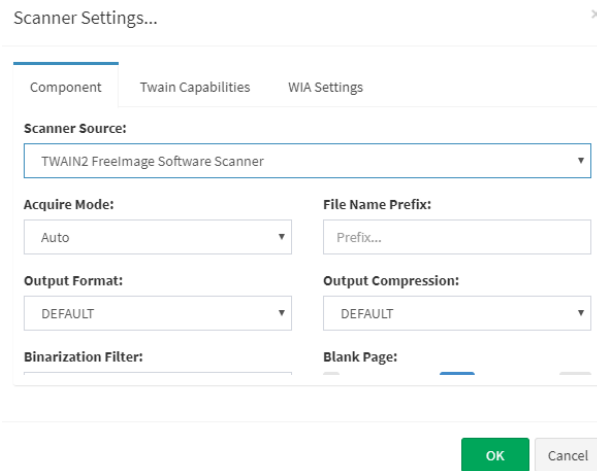 Scanner Settings...
×
Component Twain Capabilities WIA Settings
Scanner Source:
TWAIN2 FreeImage Software Scanner
Acquire Mode: File Name Prefix:
Auto Prefix...
Output Format: Output Compression:
DEFAULT DEFAULT
Binarization Filter: Blank Page:
OK Cancel